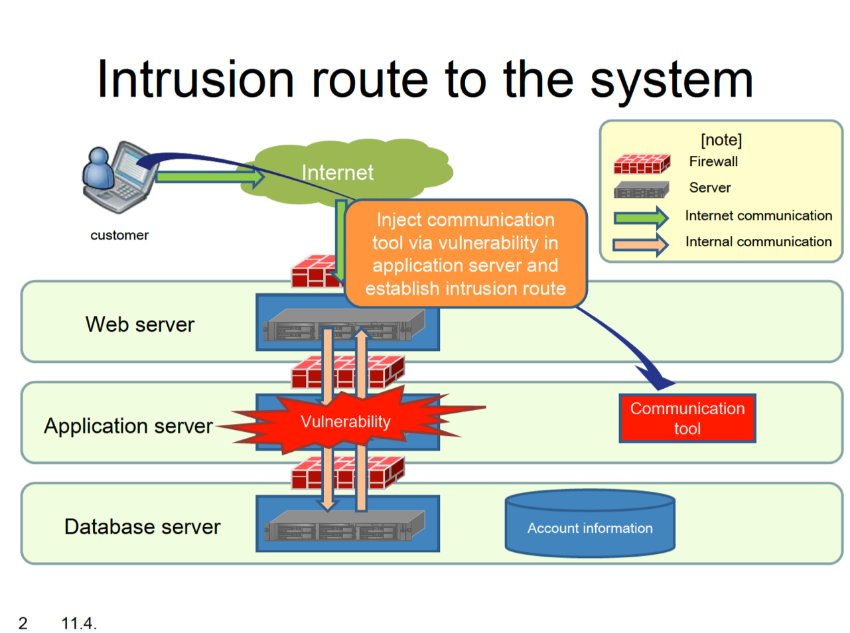 Intrusion route to the system
[note]
Firewall
Server
Internet communication
Internal communication
Internet
customer
Inject communication
tool via vulnerability in
application server and
establish intrusion route
Web server
Application server
Vulnerability
Communication
tool
Database server
Account information
2 11.4.